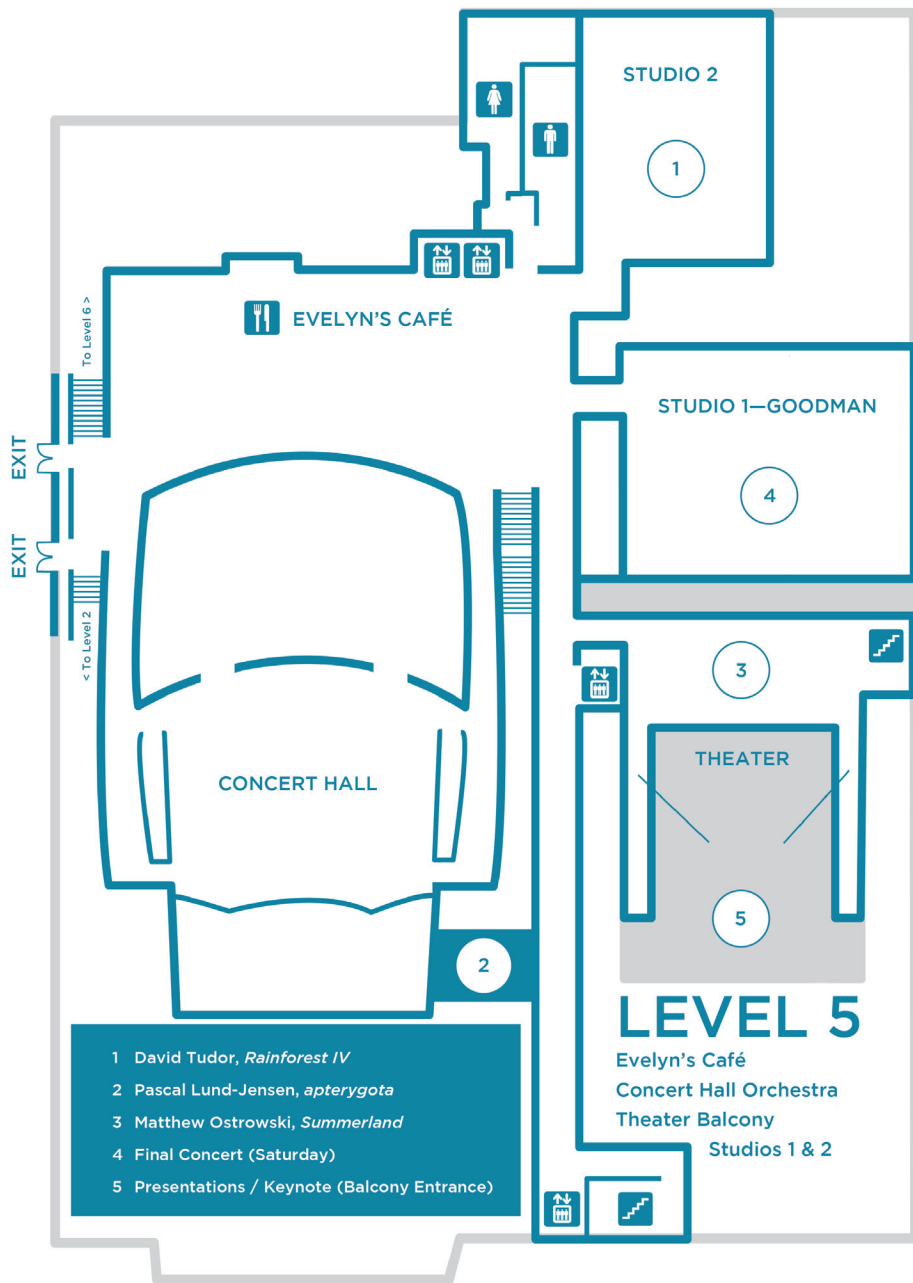 STUDIO 2
1
To Level 6 >
EVELYN'S CAFÉ
STUDIO 1—GOODMAN
EXIT
4
EXIT
< To Level 2
3
THEATER
CONCERT HALL
5
2
LEVEL 5
Evelyn's Café
Concert Hall Orchestra
Theater Balcony
Studios 1 & 2
1 David Tudor, Rainforest IV
2 Pascal Lund-Jensen, apterygota
3 Matthew Ostrowski, Summerland
4 Final Concert (Saturday)
5 Presentations / Keynote (Balcony Entrance)